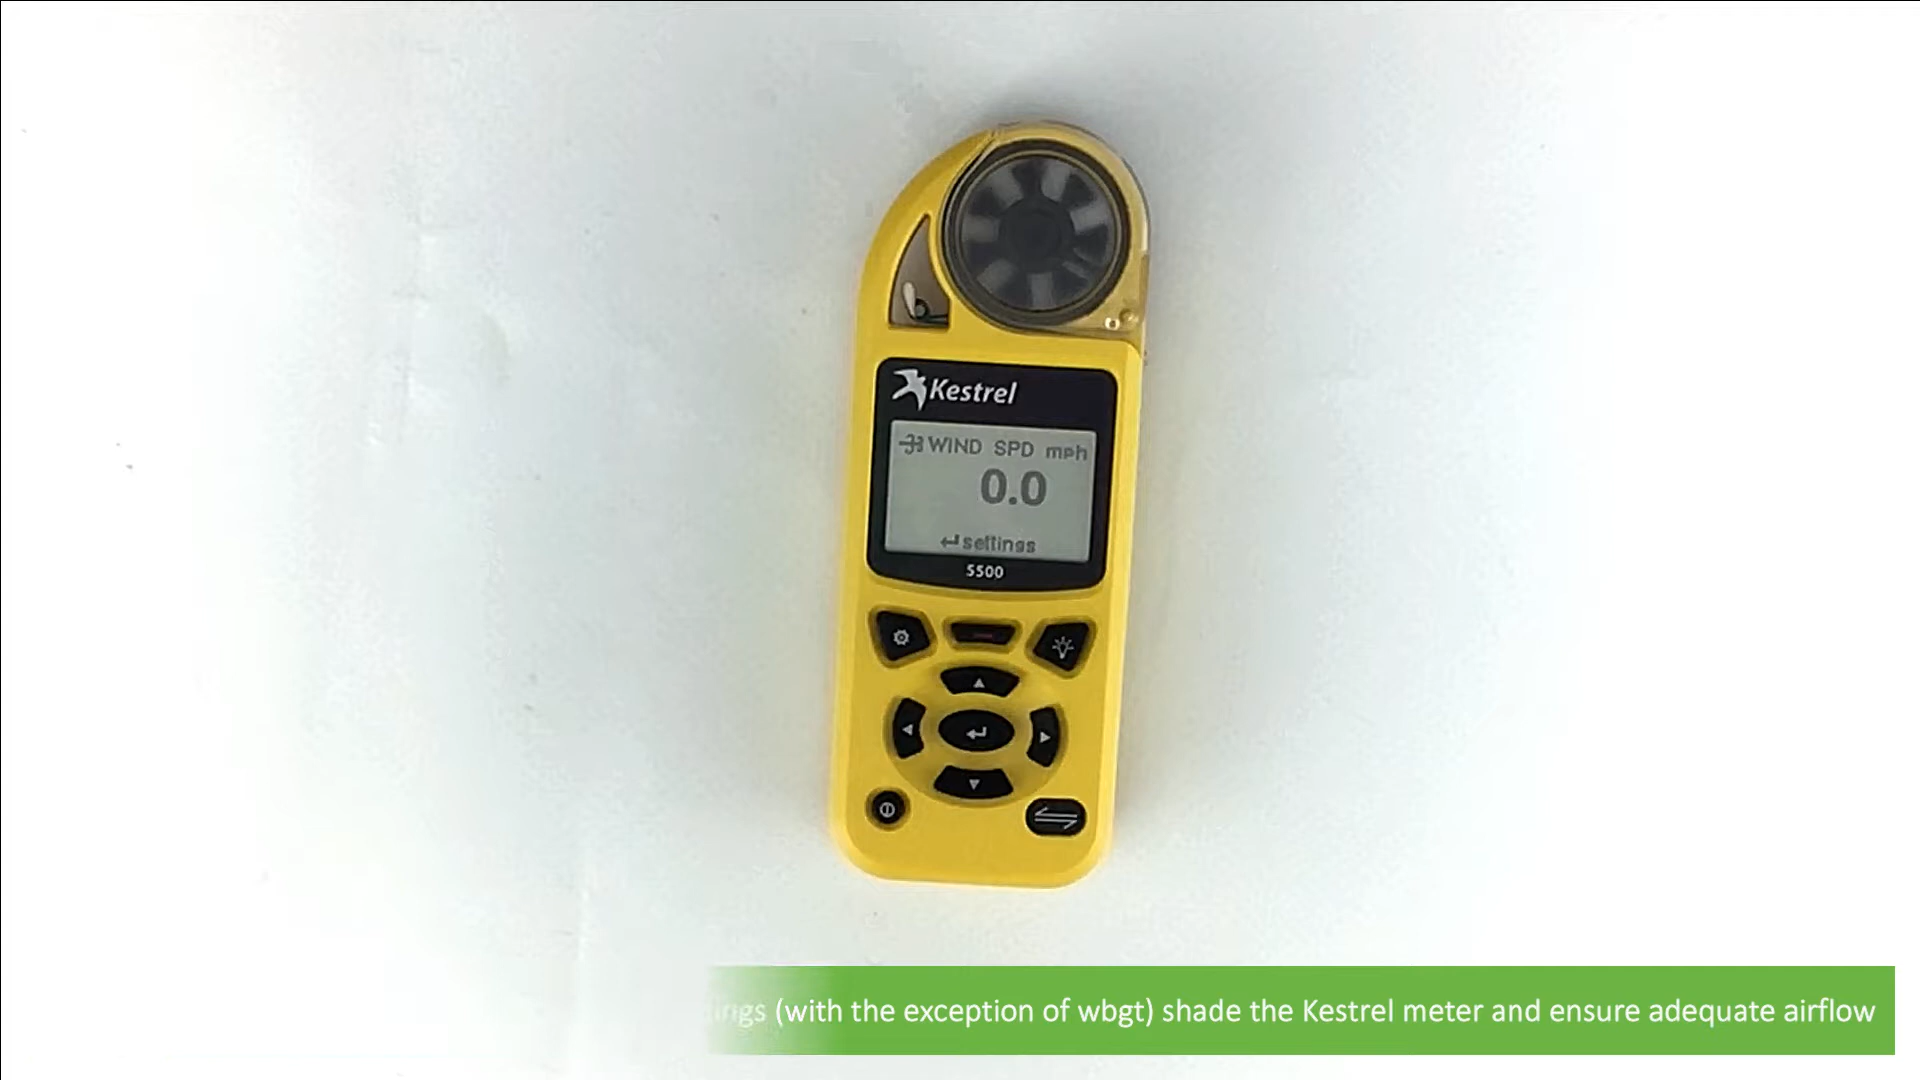 Kestrel
WIND SPD mph
0.0
settings
5500
(with the exception of wbgt) shade the Kestrel meter and ensure adequate airflow